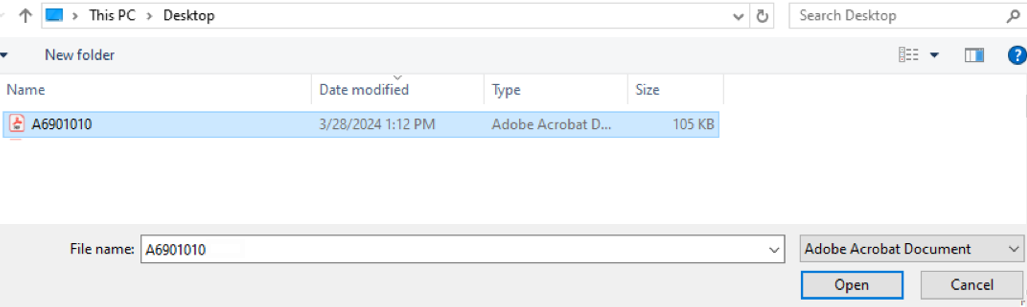 This PC > Desktop
Search Desktop
New folder
?
Name Date modified Type Size
A6901010 3/28/2024 1:12 PM Adobe Acrobat D... 105 KB
File name: A6901010 Adobe Acrobat Document
Open Cancel